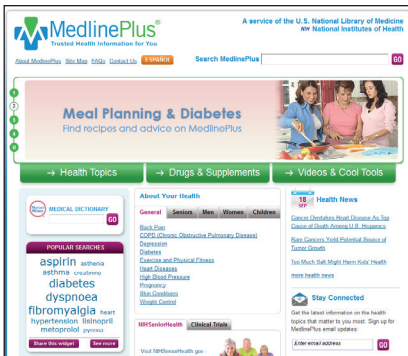 MedlinePlus®
Trusted Health Information for You
A service of the U.S. National Library of Medicine
NIH National Institutes of Health
About MedlinePlus Site Map FAQs Contact Us ESPAÑOL
Search MedlinePlus GO
1
2
3
4
Meal Planning & Diabetes
Find recipes and advice on MedlinePlus
→ Health Topics
→ Drugs & Supplements
→ Videos & Cool Tools
MEDICAL DICTIONARY
GO
POPULAR SEARCHES
aspirin asthenia
asthma creatinine
diabetes
dyspnoea
fibromyalgia heart
hypertension lisinopril
metoprolol pyrexia
Share this widget See more
About Your Health
General Seniors Men Women Children
Back Pain
COPD (Chronic Obstructive Pulmonary Disease)
Depression
Diabetes
Exercise and Physical Fitness
Heart Diseases
High Blood Pressure
Pregnancy
Skin Conditions
Weight Control
NIHSeniorHealth Clinical Trials
Visit NIHSeniorHealth.gov -
18
SEP
Health News
Cancer Overtakes Heart Disease As Top
Cause of Death Among U.S. Hispanics
Rare Cancers Yield Potential Source of
Tumor Growth
Too Much Salt Might Harm Kids' Health
more health news
Stay Connected
Get the latest information on the health
topics that matter to you most. Sign up for
MedlinePlus email updates:
Enter email address GO